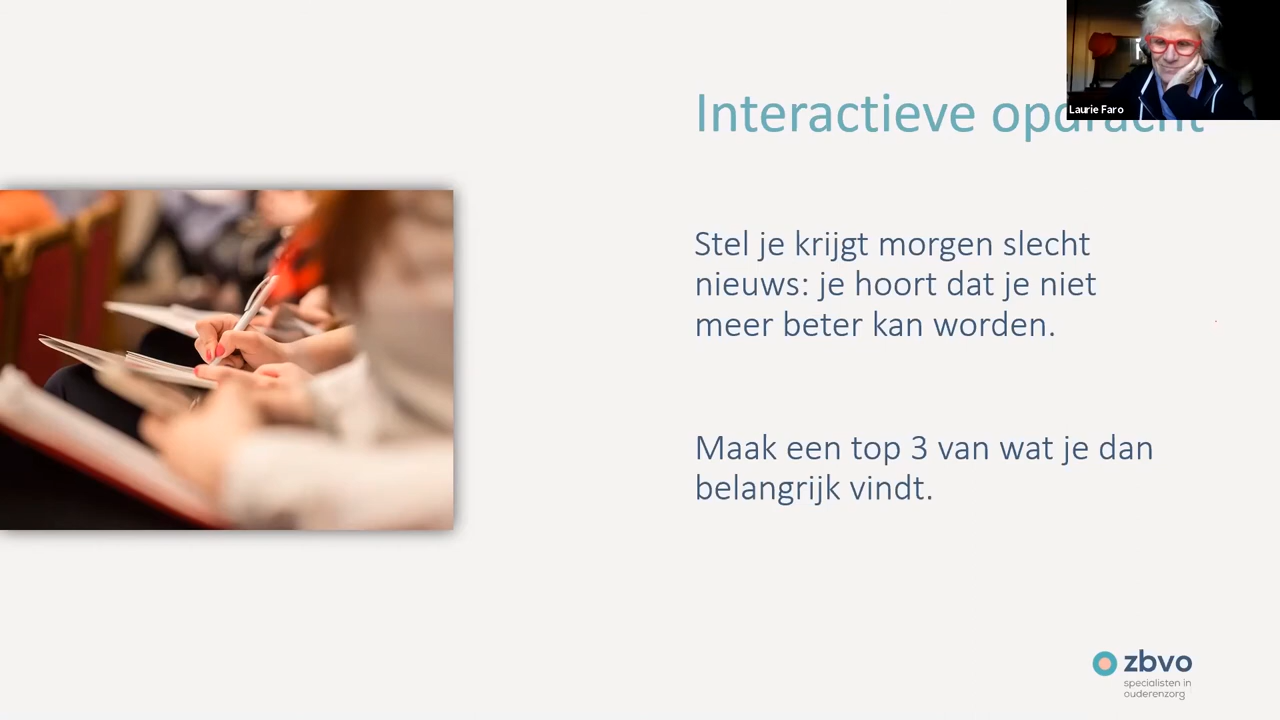 Laurie Faro
Interactieve opdracht
Stel je krijgt morgen slecht
nieuws: je hoort dat je niet
meer beter kan worden.
Maak een top 3 van wat je dan
belangrijk vindt.
zbvo
specialisten in
ouderenzorg